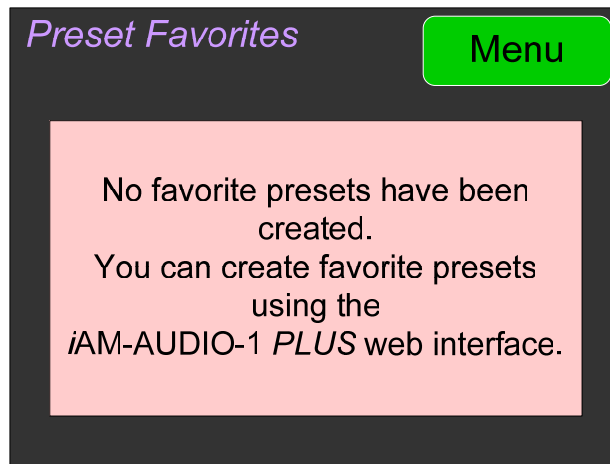 Preset Favorites
Menu
No favorite presets have been
created.
You can create favorite presets
using the
iAM-AUDIO-1 PLUS web interface.